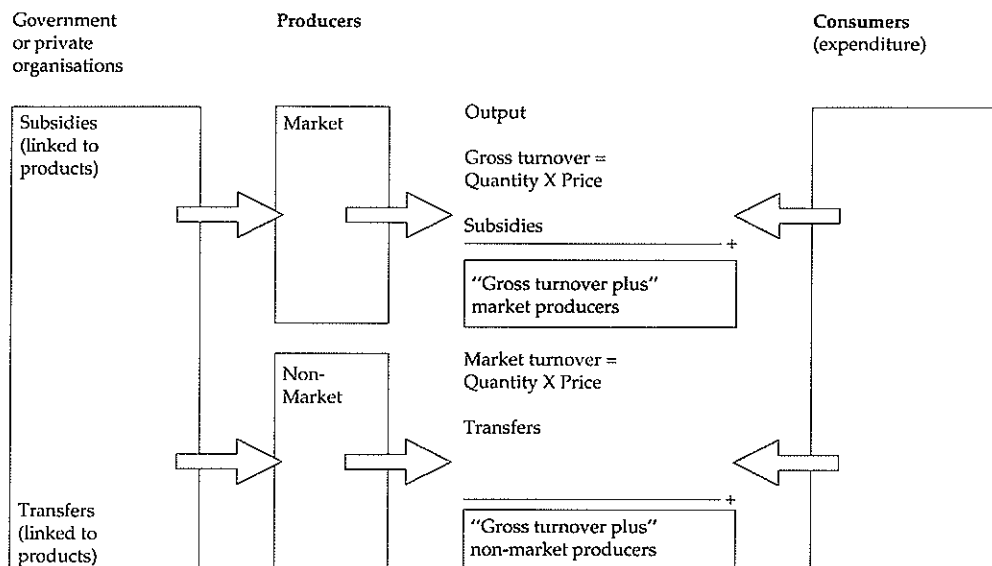 Government
or private
organisations
Producers
Consumers
(expenditure)
Subsidies
(linked to
products)
Market
Output
Gross turnover =
Quantity X Price
Subsidies
+
"Gross turnover plus"
market producers
Non-
Market
Market turnover =
Quantity X Price
Transfers
+
Transfers
(linked to
products)
"Gross turnover plus"
non-market producers